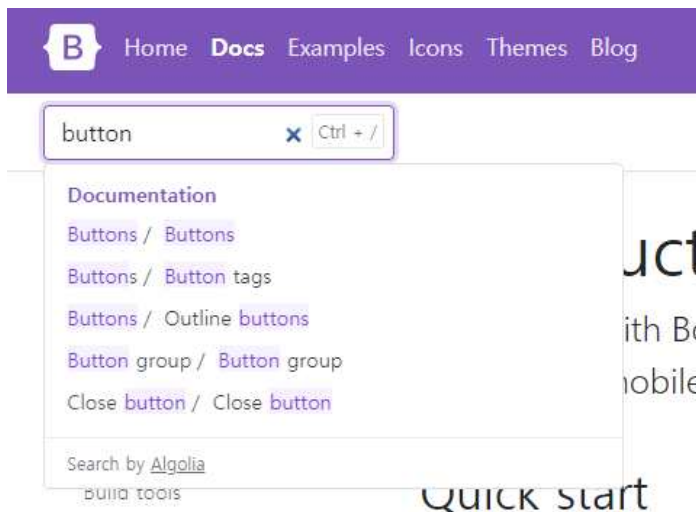 B Home Docs Examples Icons Themes Blog
button Ctrl + /
Documentation
Buttons / Buttons
Buttons / Button tags
Buttons / Outline buttons
Button group / Button group
Close button / Close button
Search by Algolia
Build tools
Quick start